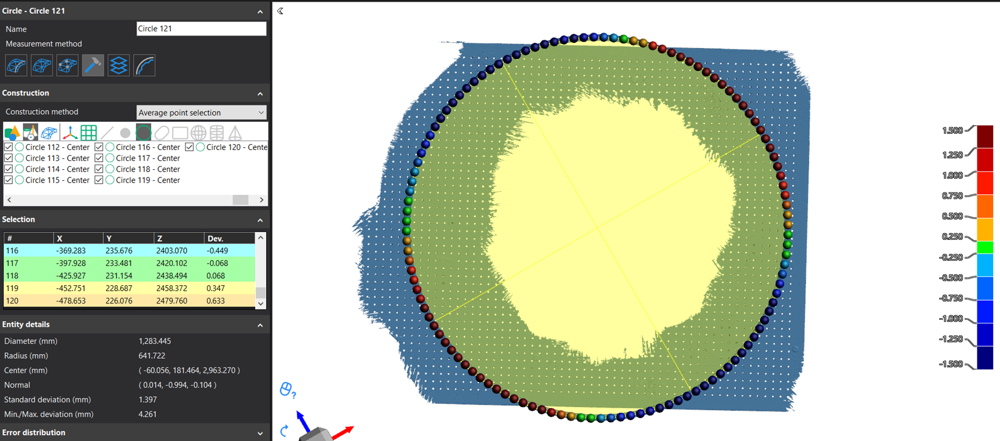 Circle - Circle 121
Name
Circle 121
Measurement method
Construction
Construction method
Average point selection
Circle 112 - Center Circle 116 - Center Circle 120 - Cente
Circle 113 - Center Circle 117 - Center
Circle 114 - Center Circle 118 - Center
Circle 115 - Center Circle 119 - Center
Selection
# X Y Z Dev.
116 -369.283 235.676 2403.070 -0.449
117 -397.928 233.481 2420.102 -0.068
118 -425.927 231.154 2438.494 0.068
119 -452.751 228.687 2458.372 0.347
120 -478.653 226.076 2479.760 0.633
Entity details
Diameter (mm) 1,283.445
Radius (mm) 641.722
Center (mm) ( -60.056, 181.464, 2,963.270 )
Normal ( 0.014, -0.994, -0.104 )
Standard deviation (mm) 1.397
Min./Max. deviation (mm) 4.261
Error distribution
?
1.500
1.250
1.000
0.750
0.500
0.250
-0.250
-0.500
-0.750
-1.000
-1.250
-1.500